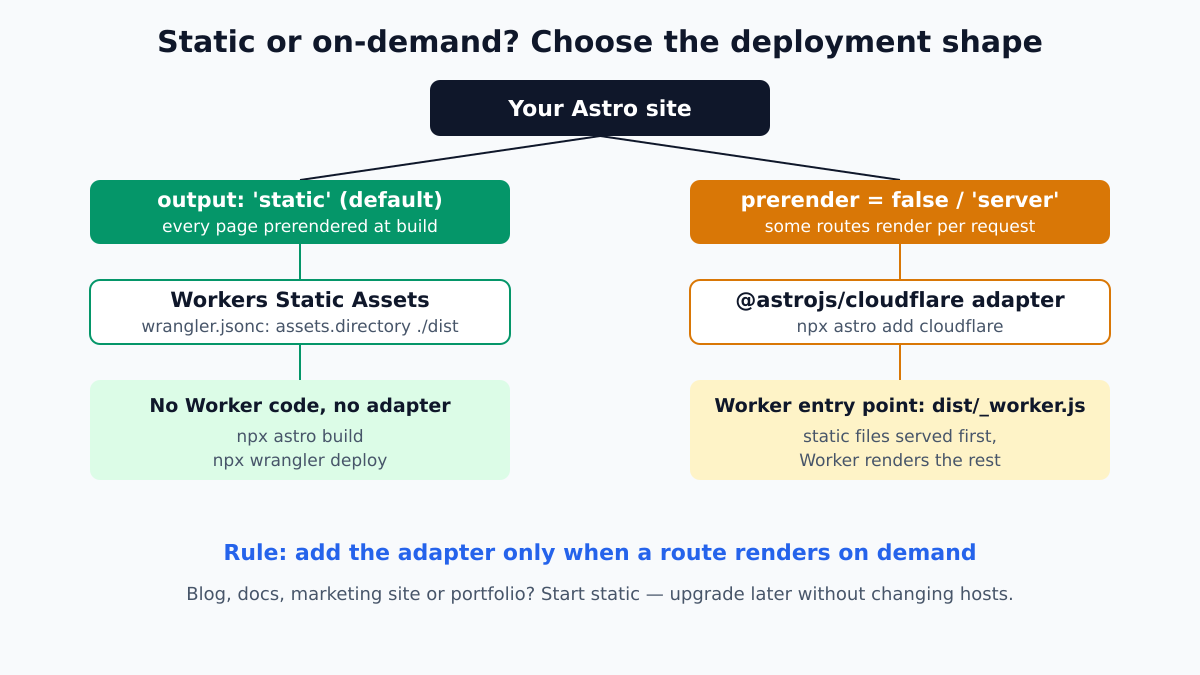 Static or on-demand? Choose the deployment shape
Your Astro site
output: 'static' (default)
every page prerendered at build
Workers Static Assets
wrangler.jsonc: assets.directory ./dist
No Worker code, no adapter
npx astro build
npx wrangler deploy
prerender = false / 'server'
some routes render per request
@astrojs/cloudflare adapter
npx astro add cloudflare
Worker entry point: dist/_worker.js
static files served first,
Worker renders the rest
Rule: add the adapter only when a route renders on demand
Blog, docs, marketing site or portfolio? Start static — upgrade later without changing hosts.